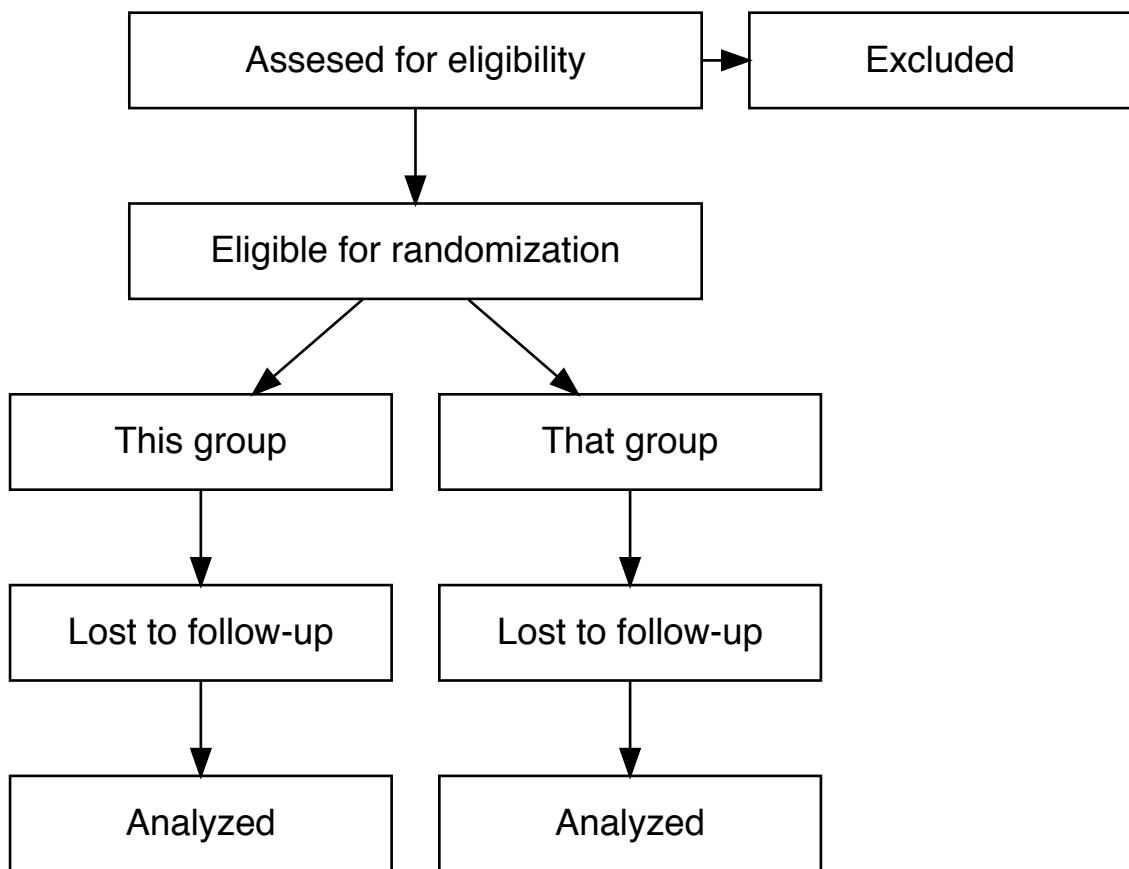 Assesed for eligibility
Excluded
Eligible for randomization
This group
That group
Lost to follow-up
Lost to follow-up
Analyzed
Analyzed